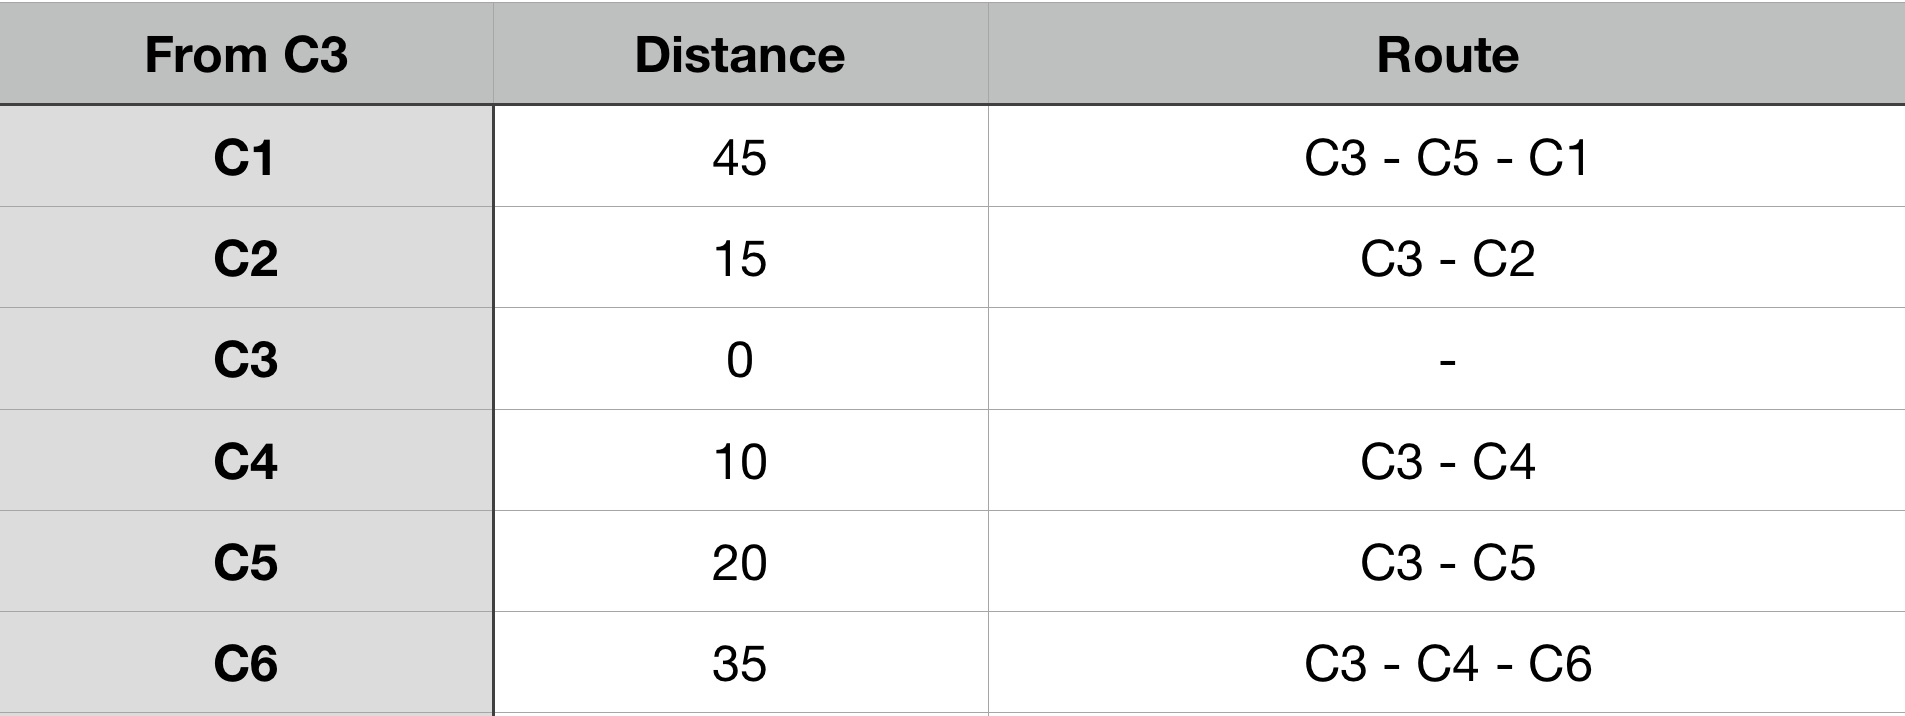 From C3 Distance Route
C1 45 C3 - C5 - C1
C2 15 C3 - C2
C3 0 -
C4 10 C3 - C4
C5 20 C3 - C5
C6 35 C3 - C4 - C6